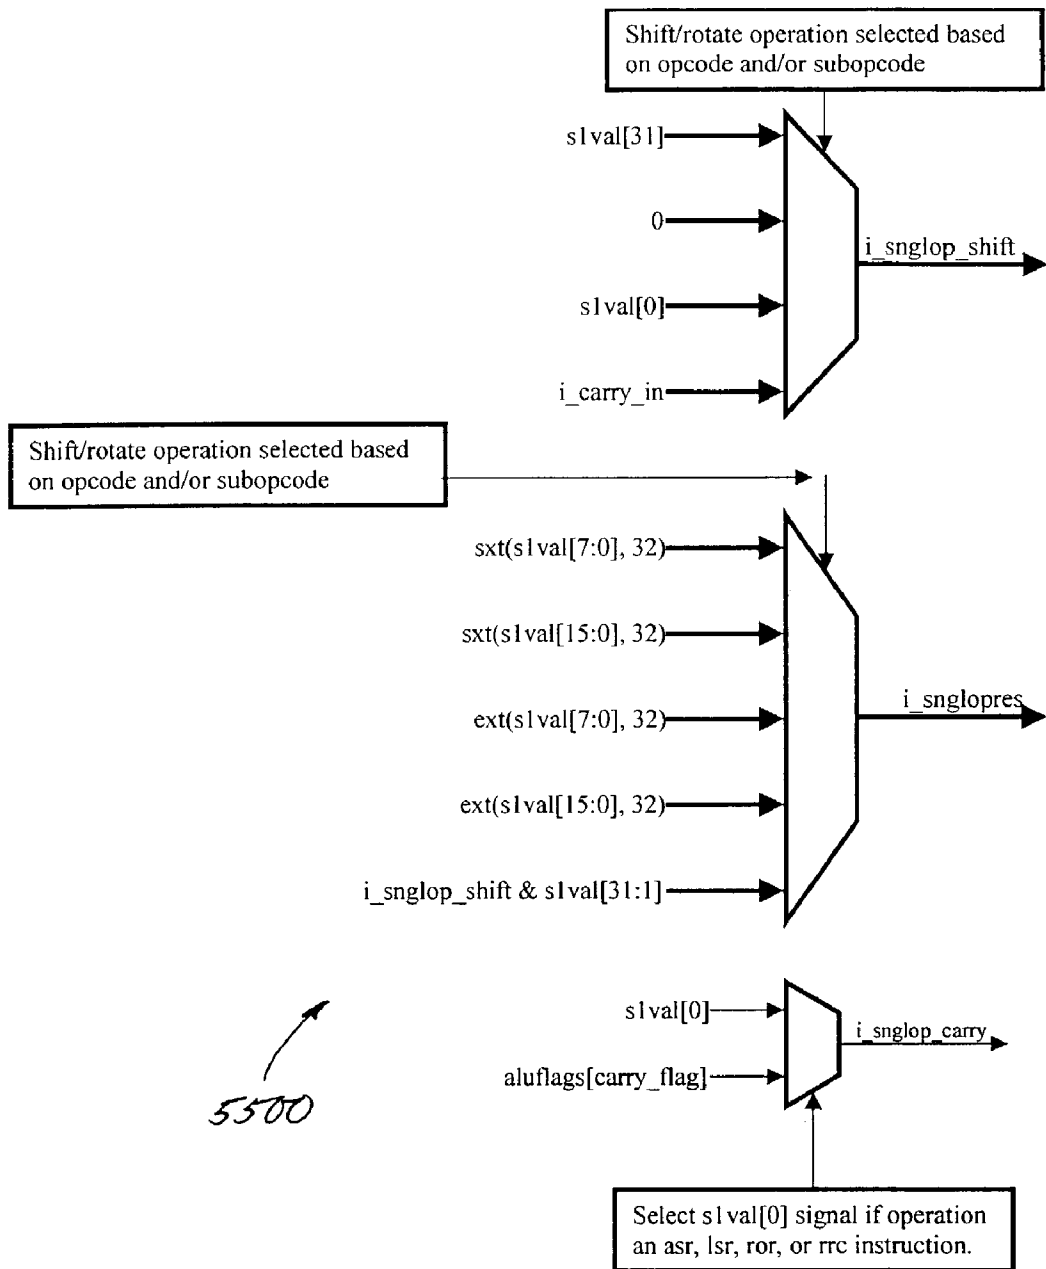 Shift/rotate operation selected based
on opcode and/or subopcode
s1val[31]
0
i_snglop_shift
s1val[0]
i_carry_in
Shift/rotate operation selected based
on opcode and/or subopcode
sxt(s1val[7:0], 32)
sxt(s1val[15:0], 32)
i_snglopres
ext(s1val[7:0], 32)
ext(s1val[15:0], 32)
i_snglop_shift & s1val[31:1]
s1val[0]
i_snglop_carry
aluflags[carry_flag]
5500
Select s1val[0] signal if operation
an asr, lsr, ror, or rrc instruction.